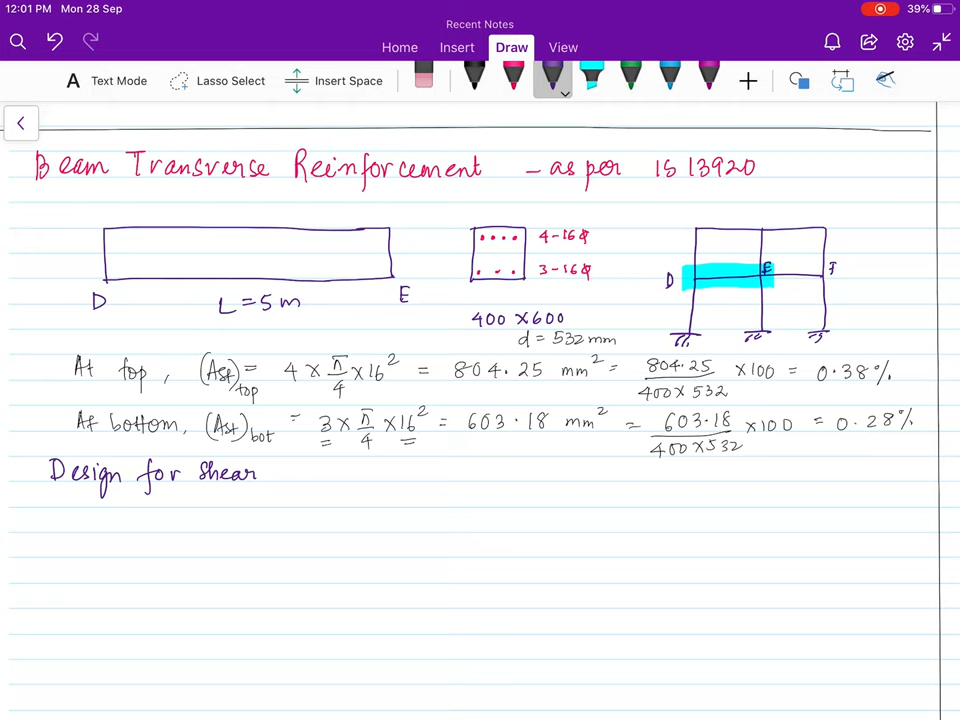 12:01 PM Mon 28 Sep
39%
Recent Notes
Home Insert Draw View
A Text Mode Lasso Select Insert Space
Beam Transverse Reinforcement - as per IS 13920
4-16ϕ
3-16ϕ
D E
L = 5 m
400 × 600
d = 532 mm
D E F
At top, (Ast)top = 4 × π/4 × 16² = 804.25 mm² = 804.25/(400 × 532) × 100 = 0.38%
At bottom, (Ast)bot = 3 × π/4 × 16² = 603.18 mm² = 603.18/(400 × 532) × 100 = 0.28%
Design for shear